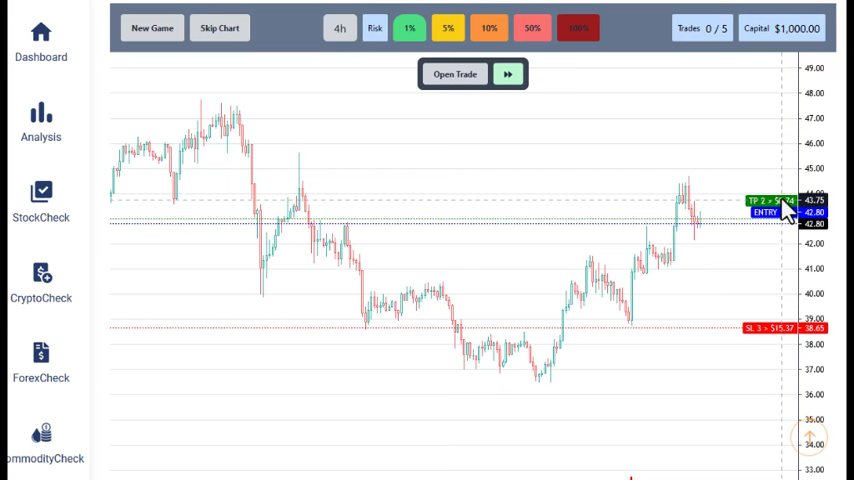 New Game
Skip Chart
4h
Risk
1%
5%
10%
50%
100%
Trades 0 / 5
Capital $1,000.00
Open Trade
Dashboard
Analysis
StockCheck
CryptoCheck
ForexCheck
ommodityCheck
49.00
48.00
47.00
46.00
45.00
44.00
TP 2 >
43.75
ENTRY
42.80
42.80
42.00
41.00
40.00
39.00
SL 3 > $15.37
38.65
38.00
37.00
36.00
35.00
34.00
33.00